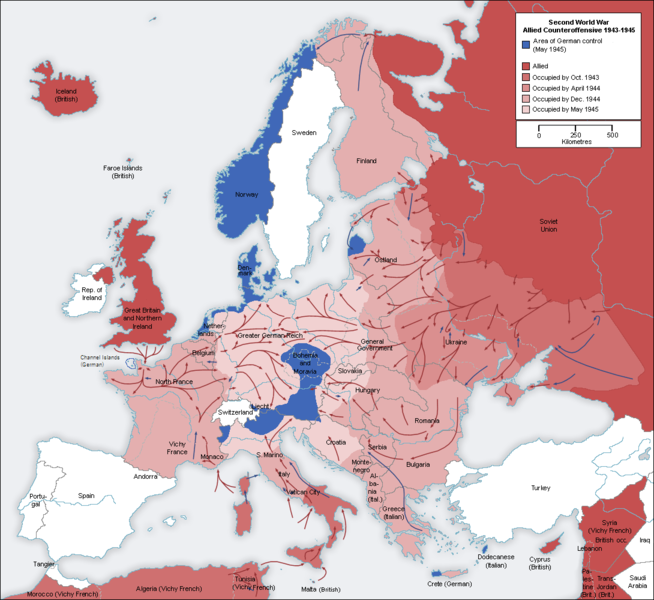 Second World War
Allied Counteroffensive 1943-1945
Area of German control
(May 1945)
Allied
Occupied by Oct. 1943
Occupied by April 1944
Occupied by Dec. 1944
Occupied by May 1945
0 250 500
Kilometres
Iceland
(British)
Sweden
Finland
Faroe Islands
(British)
Norway
Soviet
Union
Ostland
Den-
mark
Rep. of
Ireland
Great Britain
and Northern
Ireland
Nether-
lands
Greater German Reich
General
Government
Ukraine
Channel Islands
(German)
Belgium
Bohemia
and
Moravia
Slovakia
North France
Hungary
Liecht.
Switzerland
Romania
Vichy
France
Croatia
Monaco
S. Marino
Serbia
Andorra
Monte-
negro
Bulgaria
Italy
Al-
ba-
nia
(Ital.)
Portu-
gal
Spain
Vatican City
Turkey
Greece
(Italian)
Syria
(Vichy French)
British occ.
Iraq
Lebanon
Tangier
Dodecanese
(Italian)
Cyprus
(British)
Crete (German)
Tunisia
(Vichy French)
Algeria (Vichy French)
Malta (British)
Morocco (Vichy French)
Pa-
les-
tine
(Brit.)
Trans
Jordan
(Brit.)
Saudi
Arabia